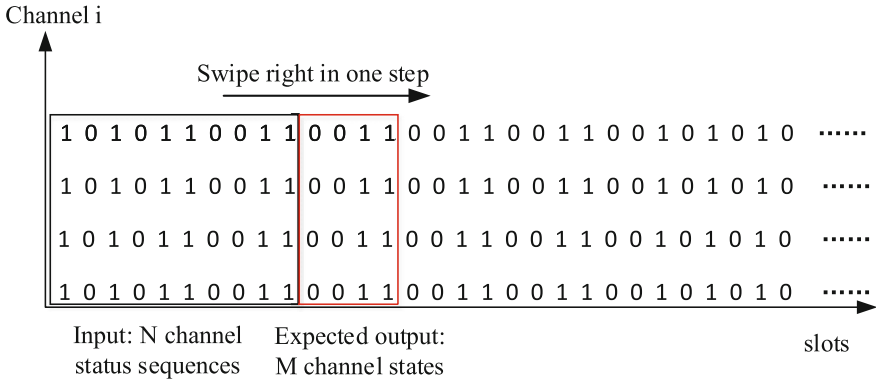 Channel i
Swipe right in one step
1 0 1 0 1 1 0 0 1 1 0 0 1 1 0 0 1 1 0 0 1 1 0 0 1 0 1 0 1 0 ······
1 0 1 0 1 1 0 0 1 1 0 0 1 1 0 0 1 1 0 0 1 1 0 0 1 0 1 0 1 0 ······
1 0 1 0 1 1 0 0 1 1 0 0 1 1 0 0 1 1 0 0 1 1 0 0 1 0 1 0 1 0 ······
1 0 1 0 1 1 0 0 1 1 0 0 1 1 0 0 1 1 0 0 1 1 0 0 1 0 1 0 1 0 ······
Input: N channel
status sequences
Expected output:
M channel states
slots